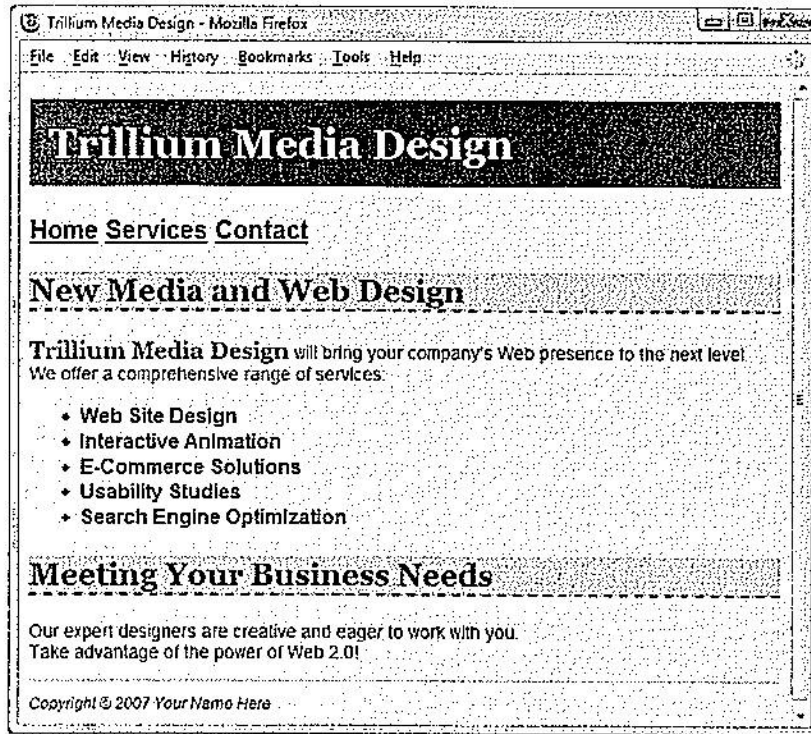 Trillium Media Design - Mozilla Firefox
File Edit View History Bookmarks Tools Help
Trillium Media Design
Home Services Contact
New Media and Web Design
Trillium Media Design will bring your company's Web presence to the next level.
We offer a comprehensive range of services:
Web Site Design
Interactive Animation
E-Commerce Solutions
Usability Studies
Search Engine Optimization
Meeting Your Business Needs
Our expert designers are creative and eager to work with you.
Take advantage of the power of Web 2.0!
Copyright © 2007 Your Name Here